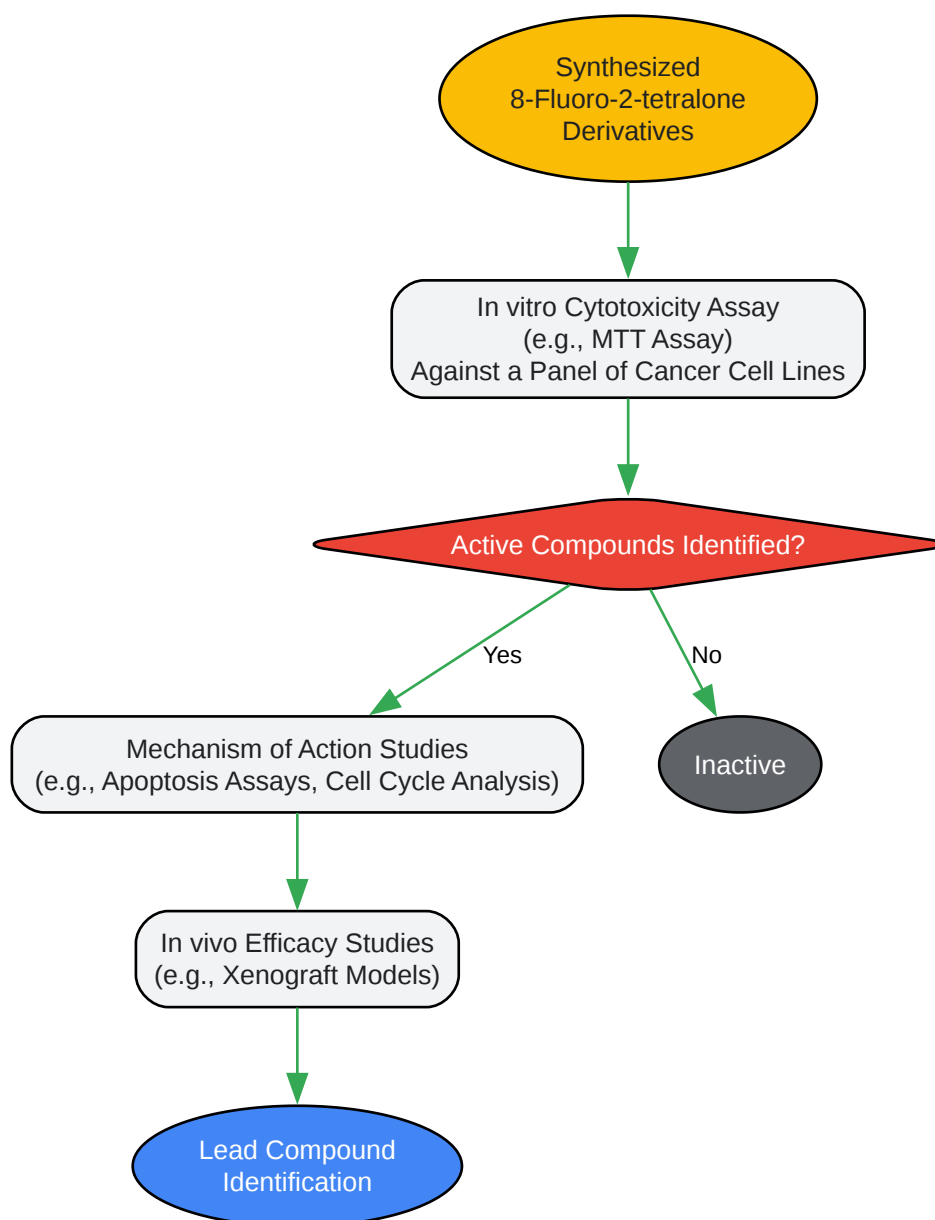 Synthesized
8-Fluoro-2-tetralone
Derivatives
In vitro Cytotoxicity Assay
(e.g., MTT Assay)
Against a Panel of Cancer Cell Lines
Active Compounds Identified?
Yes
No
Mechanism of Action Studies
(e.g., Apoptosis Assays, Cell Cycle Analysis)
Inactive
In vivo Efficacy Studies
(e.g., Xenograft Models)
Lead Compound
Identification